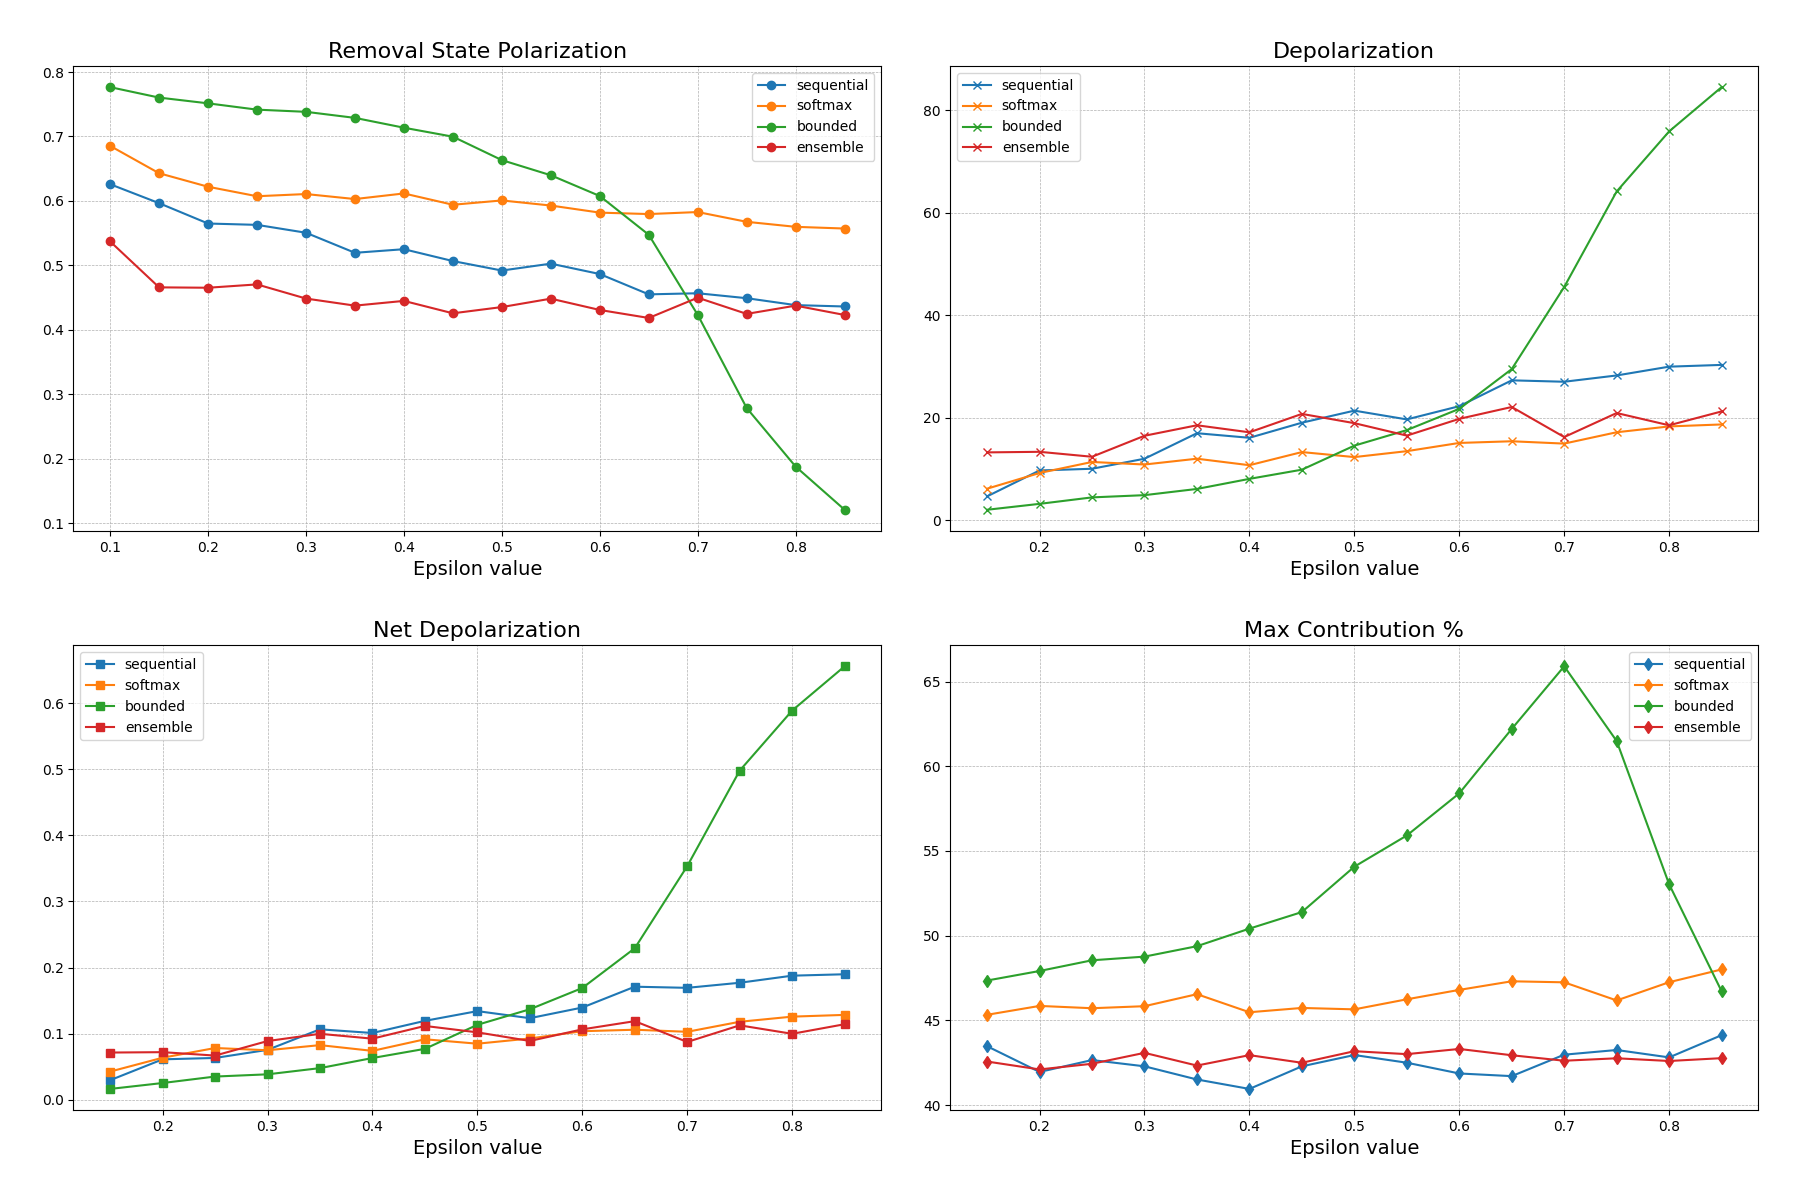 Removal State Polarization
0.8
0.7
0.6
0.5
0.4
0.3
0.2
0.1
sequential
softmax
bounded
ensemble
0.1 0.2 0.3 0.4 0.5 0.6 0.7 0.8
Epsilon value
Depolarization
80
60
40
20
0
sequential
softmax
bounded
ensemble
0.2 0.3 0.4 0.5 0.6 0.7 0.8
Epsilon value
Net Depolarization
0.6
0.5
0.4
0.3
0.2
0.1
0.0
sequential
softmax
bounded
ensemble
0.2 0.3 0.4 0.5 0.6 0.7 0.8
Epsilon value
Max Contribution %
65
60
55
50
45
40
sequential
softmax
bounded
ensemble
0.2 0.3 0.4 0.5 0.6 0.7 0.8
Epsilon value